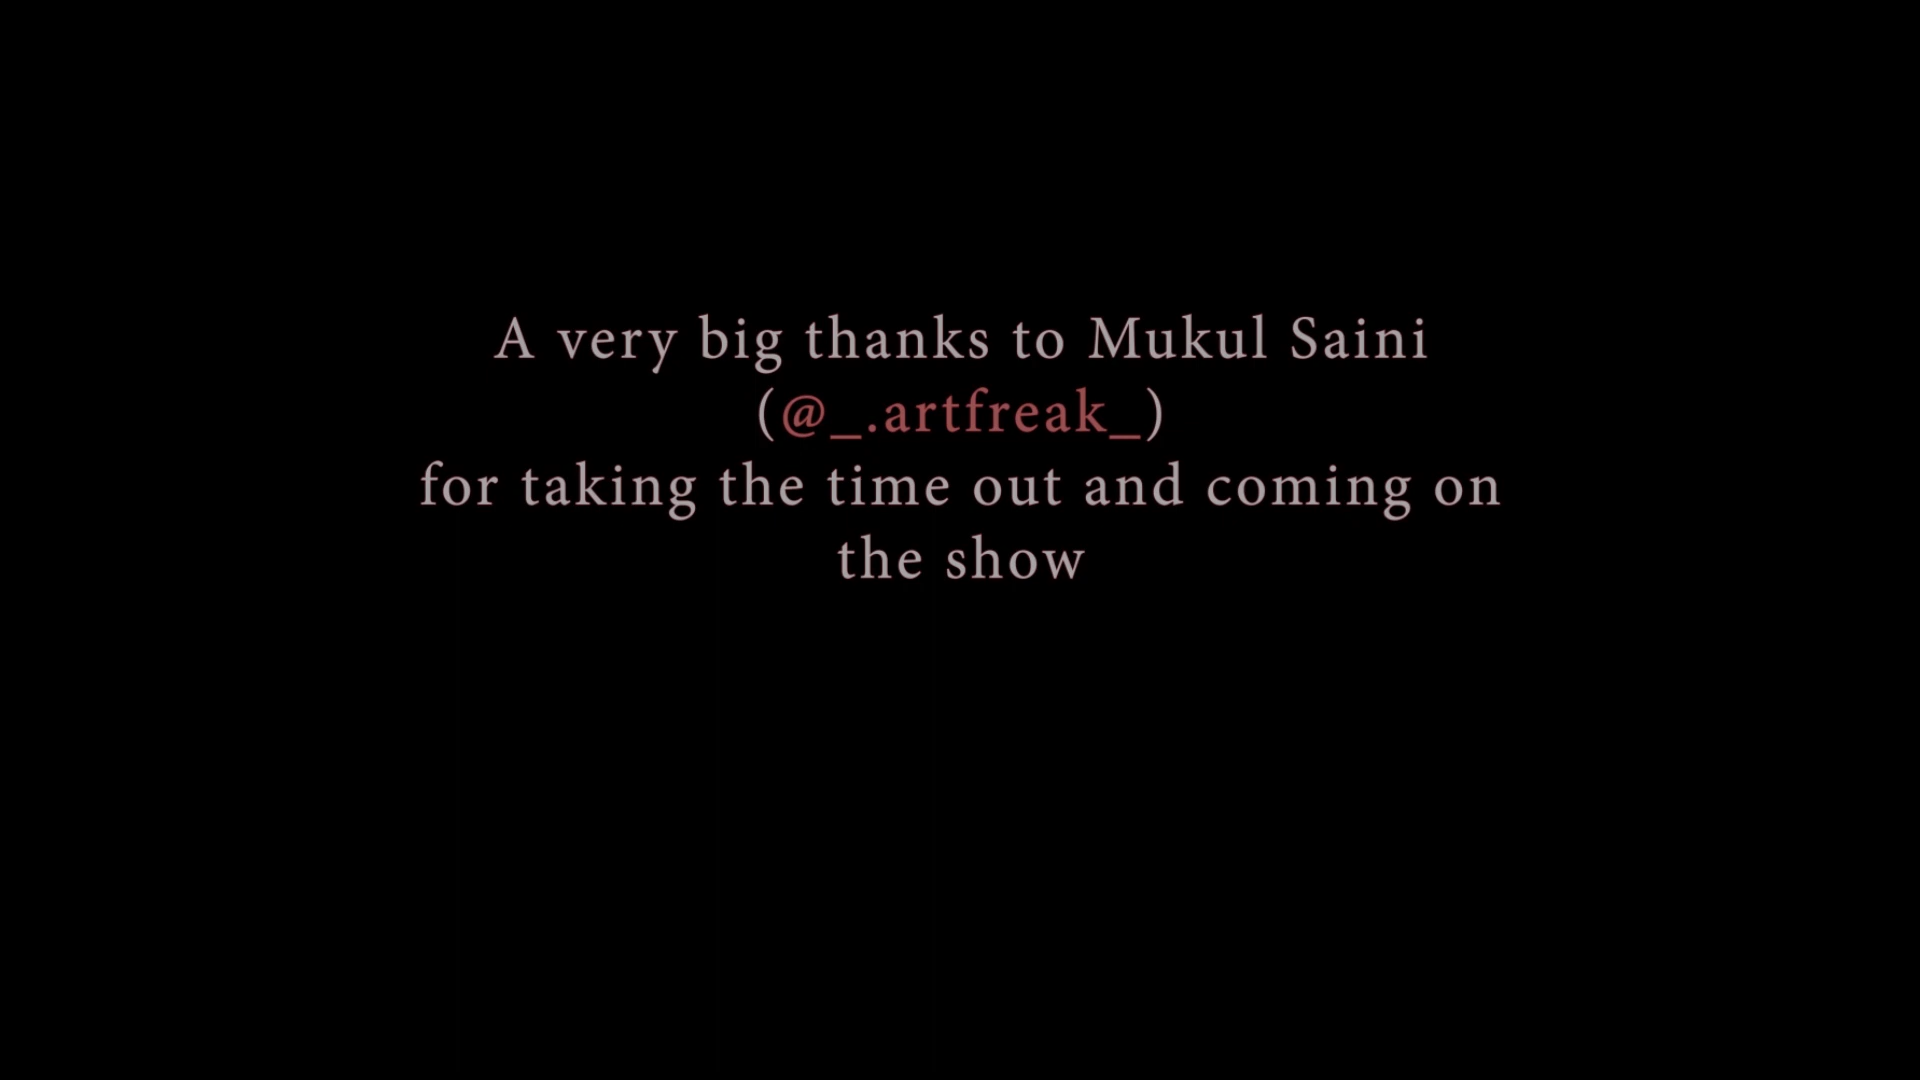 A very big thanks to Mukul Saini
(@_.artfreak_)
for taking the time out and coming on
the show